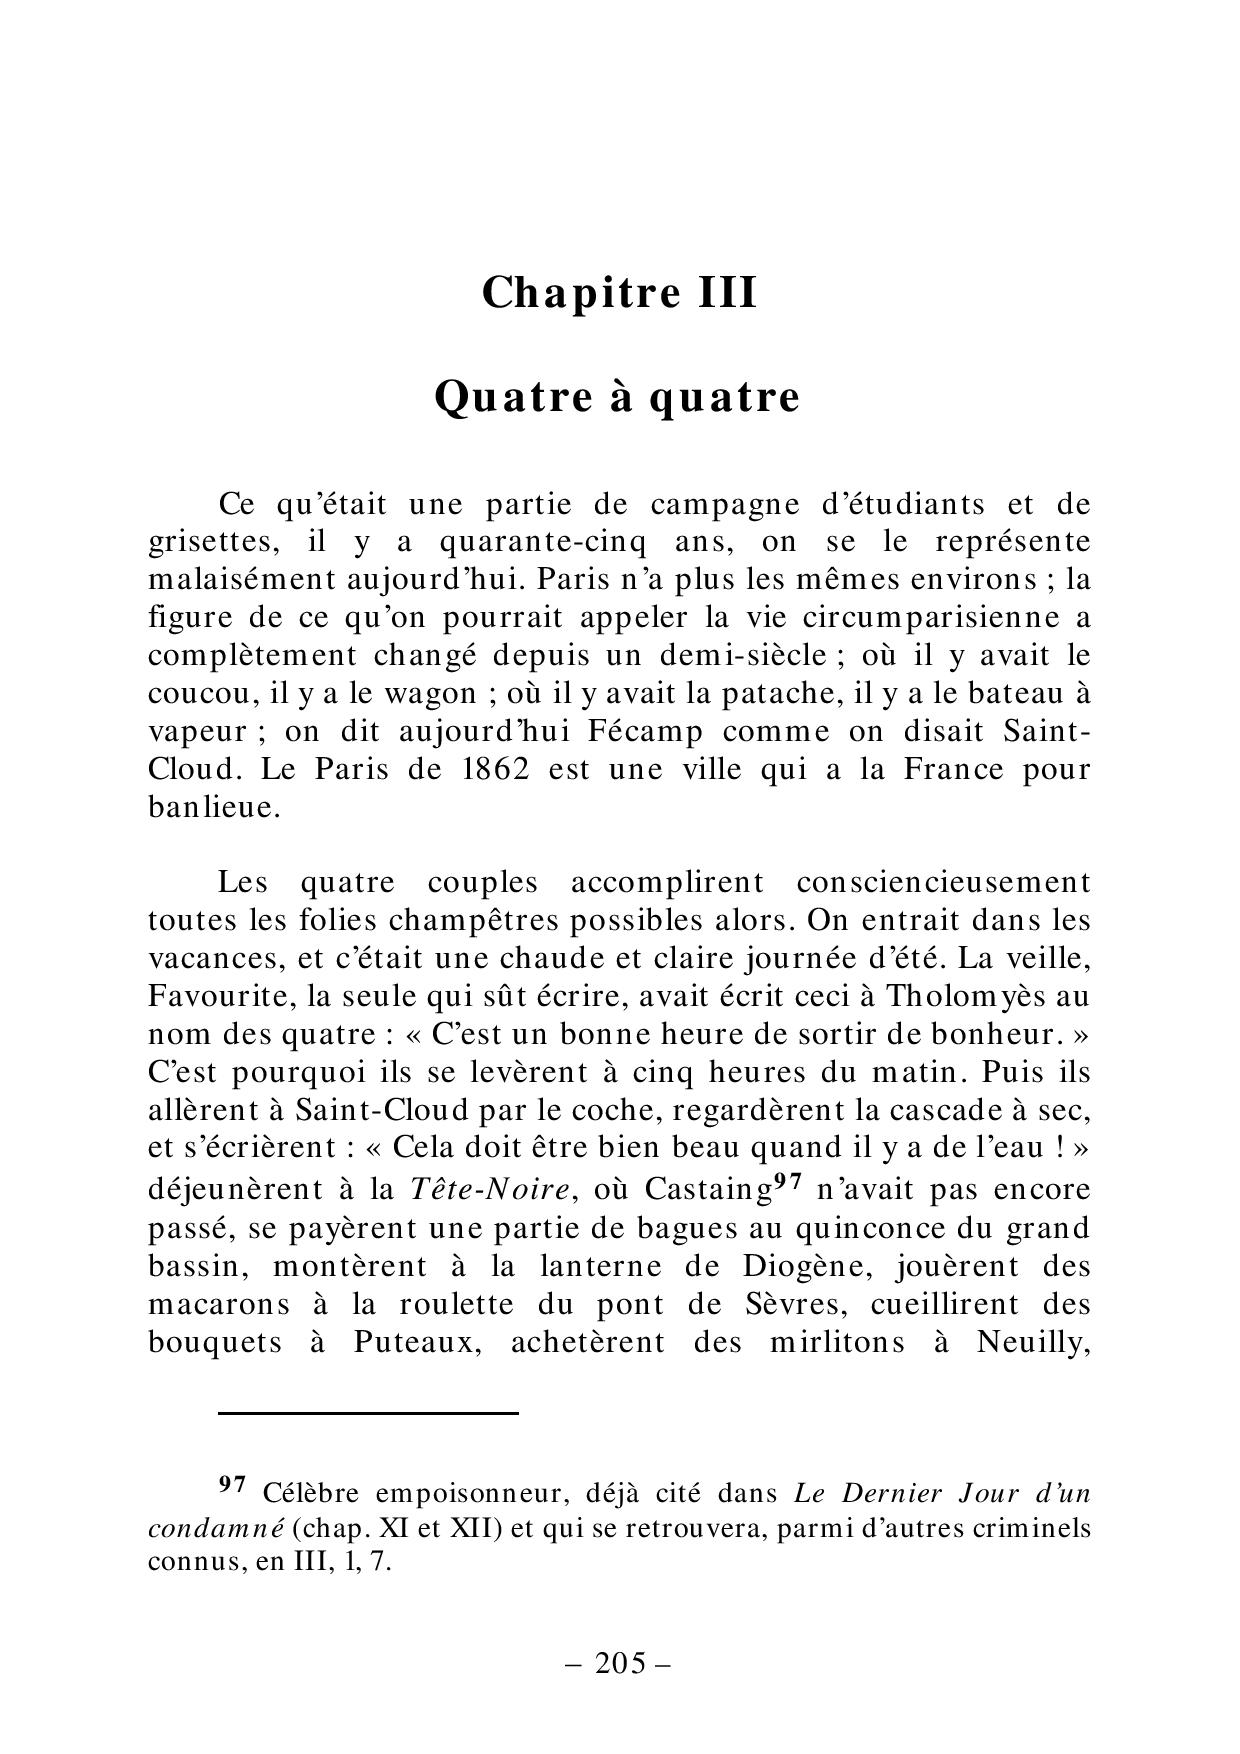 Chapitre III
Quatre à quatre
Ce qu’était une partie de campagne d’étudiants et de
grisettes, il y a quarante-cinq ans, on se le représente
malaisément aujourd’hui. Paris n’a plus les mêmes environs ; la
figure de ce qu’on pourrait appeler la vie circumparisienne a
complètement changé depuis un demi-siècle ; où il y avait le
coucou, il y a le wagon ; où il y avait la patache, il y a le bateau à
vapeur ; on dit aujourd’hui Fécamp comme on disait Saint-
Cloud. Le Paris de 1862 est une ville qui a la France pour
banlieue.
Les quatre couples accomplirent consciencieusement
toutes les folies champêtres possibles alors. On entrait dans les
vacances, et c’était une chaude et claire journée d’été. La veille,
Favourite, la seule qui sût écrire, avait écrit ceci à Tholomyès au
nom des quatre : « C’est un bonne heure de sortir de bonheur. »
C’est pourquoi ils se levèrent à cinq heures du matin. Puis ils
allèrent à Saint-Cloud par le coche, regardèrent la cascade à sec,
et s’écrièrent : « Cela doit être bien beau quand il y a de l’eau ! »
déjeunèrent à la Tête-Noire, où Castaing97 n’avait pas encore
passé, se payèrent une partie de bagues au quinconce du grand
bassin, montèrent à la lanterne de Diogène, jouèrent des
macarons à la roulette du pont de Sèvres, cueillirent des
bouquets à Puteaux, achetèrent des mirlitons à Neuilly,
97 Célèbre empoisonneur, déjà cité dans Le Dernier Jour d’un
condamné (chap. XI et XII) et qui se retrouvera, parmi d’autres criminels
connus, en III, 1, 7.
– 205 –